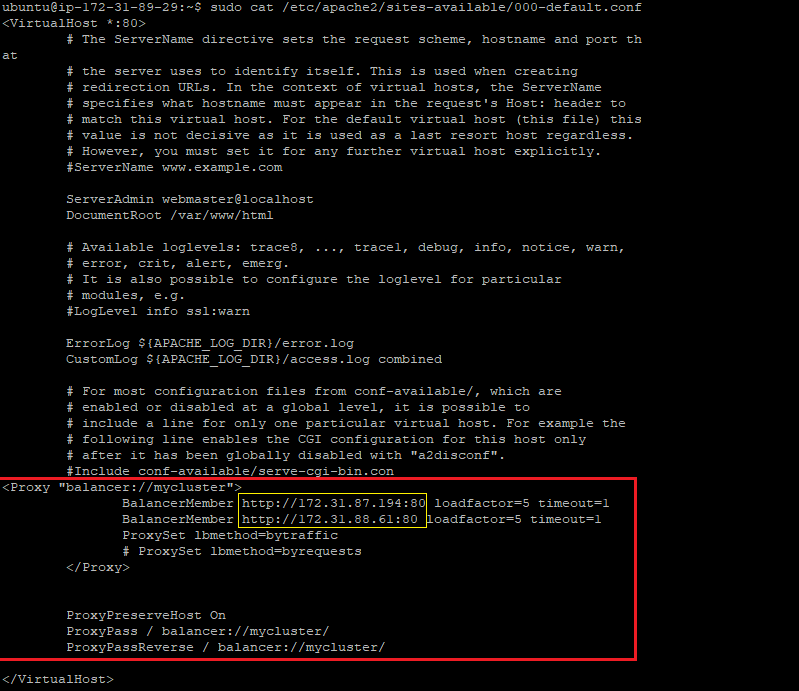 ubuntu@ip-172-31-89-29:~$ sudo cat /etc/apache2/sites-available/000-default.conf
<VirtualHost *:80>
        # The ServerName directive sets the request scheme, hostname and port th
at
        # the server uses to identify itself. This is used when creating
        # redirection URLs. In the context of virtual hosts, the ServerName
        # specifies what hostname must appear in the request's Host: header to
        # match this virtual host. For the default virtual host (this file) this
        # value is not decisive as it is used as a last resort host regardless.
        # However, you must set it for any further virtual host explicitly.
        #ServerName www.example.com

        ServerAdmin webmaster@localhost
        DocumentRoot /var/www/html

        # Available loglevels: trace8, ..., trace1, debug, info, notice, warn,
        # error, crit, alert, emerg.
        # It is also possible to configure the loglevel for particular
        # modules, e.g.
        #LogLevel info ssl:warn

        ErrorLog ${APACHE_LOG_DIR}/error.log
        CustomLog ${APACHE_LOG_DIR}/access.log combined

        # For most configuration files from conf-available/, which are
        # enabled or disabled at a global level, it is possible to
        # include a line for only one particular virtual host. For example the
        # following line enables the CGI configuration for this host only
        # after it has been globally disabled with "a2disconf".
        #Include conf-available/serve-cgi-bin.con
<Proxy "balancer://mycluster">
               BalancerMember http://172.31.87.194:80 loadfactor=5 timeout=1
               BalancerMember http://172.31.88.61:80 loadfactor=5 timeout=1
               ProxySet lbmethod=bytraffic
               # ProxySet lbmethod=byrequests
        </Proxy>

        ProxyPreserveHost On
        ProxyPass / balancer://mycluster/
        ProxyPassReverse / balancer://mycluster/

</VirtualHost>